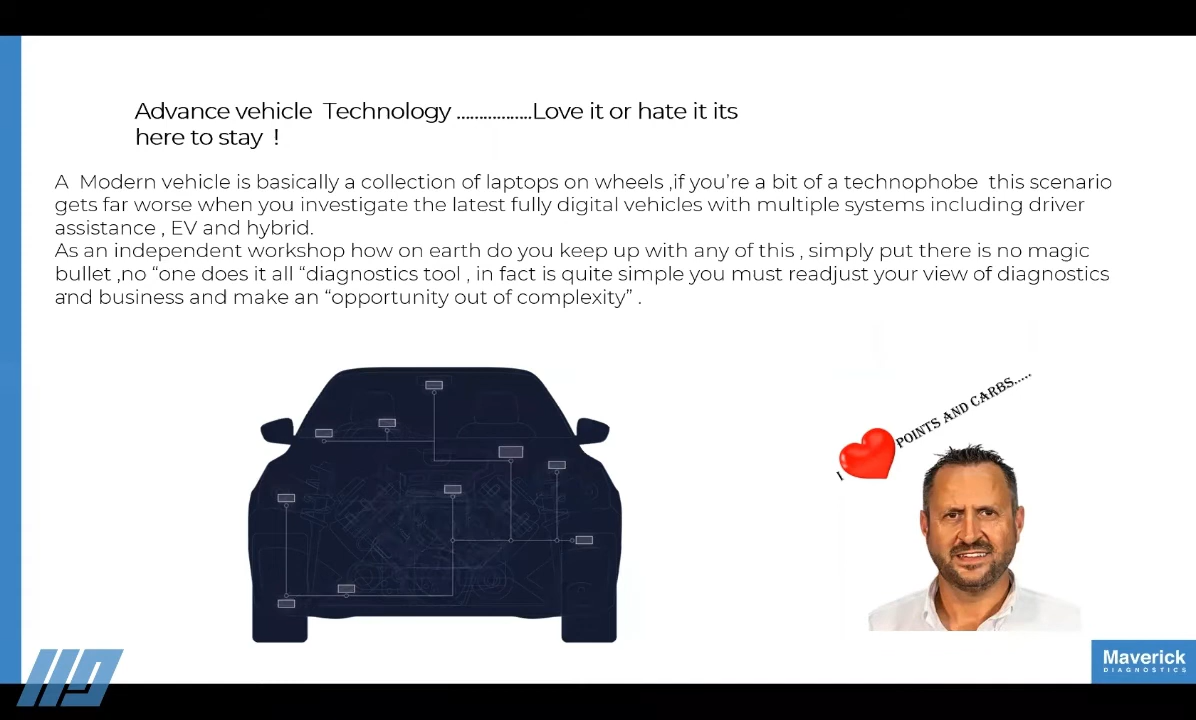 Advance vehicle  Technology .................Love it or hate it its
here to stay  !
A  Modern vehicle is basically a collection of laptops on wheels ,if you’re a bit of a technophobe  this scenario
gets far worse when you investigate the latest fully digital vehicles with multiple systems including driver
assistance , EV and hybrid.
As an independent workshop how on earth do you keep up with any of this , simply put there is no magic
bullet ,no “one does it all “diagnostics tool , in fact is quite simple you must readjust your view of diagnostics
and business and make an “opportunity out of complexity” .
I POINTS AND CARBS.....
Maverick
DIAGNOSTICS